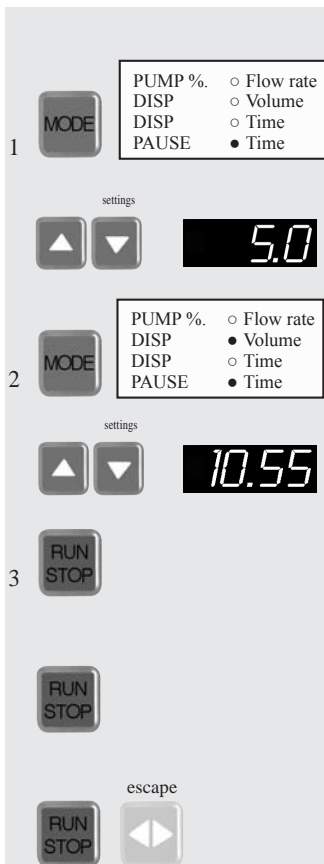 PUMP %. ○ Flow rate
DISP ○ Volume
DISP ○ Time
PAUSE ● Time
1 MODE
settings
5.0
PUMP %. ○ Flow rate
DISP ● Volume
DISP ○ Time
PAUSE ● Time
2 MODE
settings
10.55
RUN
3 STOP
RUN
STOP
escape
RUN
STOP